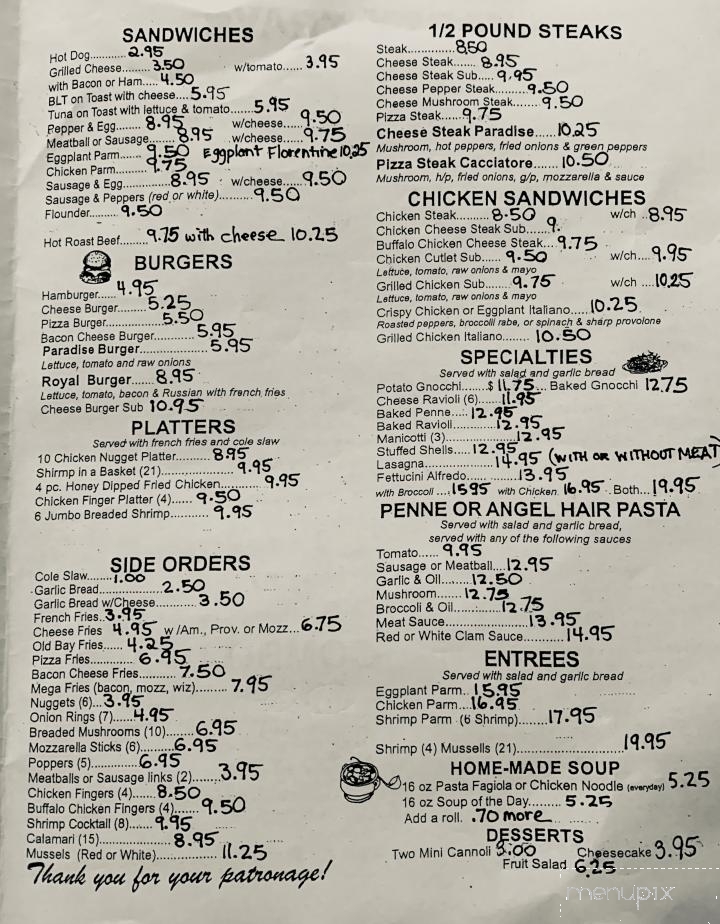 SANDWICHES
Hot Dog............2.95
Grilled Cheese........3.50 w/tomato......3.95
with Bacon or Ham....4.50
BLT on Toast with cheese....5.95
Tuna on Toast with lettuce & tomato......5.95
Pepper & Egg........8.95 w/cheese......9.50
Meatball or Sausage......8.95 w/cheese......9.75
Eggplant Parm.....9.50 Eggplant Florentine 10.25
Chicken Parm.....9.75
Sausage & Egg.......8.95 w/cheese......9.50
Sausage & Peppers (red or white).........9.50
Flounder.........9.50
Hot Roast Beef........9.75 with cheese 10.25
BURGERS
Hamburger......4.95
Cheese Burger.......5.25
Pizza Burger........5.50
Bacon Cheese Burger......5.95
Paradise Burger......5.95
Lettuce, tomato and raw onions
Royal Burger......8.95
Lettuce, tomato, bacon & Russian with french fries
Cheese Burger Sub 10.95
PLATTERS
Served with french fries and cole slaw
10 Chicken Nugget Platter........8.95
Shirmp in a Basket (21)........9.95
4 pc. Honey Dipped Fried Chicken.......9.95
Chicken Finger Platter (4)......9.50
6 Jumbo Breaded Shrimp........9.95
SIDE ORDERS
Cole Slaw.......1.00
Garlic Bread............2.50
Garlic Bread w/Cheese.........3.50
French Fries..3.95
Cheese Fries 4.95 w /Am., Prov. or Mozz...6.75
Old Bay Fries......4.25
Pizza Fries...........6.95
Bacon Cheese Fries........7.50
Mega Fries (bacon, mozz, wiz)........7.95
Nuggets (6)...3.95
Onion Rings (7).....4.95
Breaded Mushrooms (10).......6.95
Mozzarella Sticks (6)......6.95
Poppers (5)...........6.95
Meatballs or Sausage links (2).......3.95
Chicken Fingers (4).....8.50
Buffalo Chicken Fingers (4)....9.50
Shrimp Cocktall (8)....9.95
Calamari (15)...............8.95
Mussels (Red or White)..........11.25
Thank you for your patronage!
1/2 POUND STEAKS
Steak.............8.50
Cheese Steak.....8.95
Cheese Steak Sub....9.95
Cheese Pepper Steak......9.50
Cheese Mushroom Steak....9.50
Pizza Steak......9.75
Cheese Steak Paradise.....10.25
Mushroom, hot peppers, fried onions & green peppers
Pizza Steak Cacciatore.....10.50
Mushroom, h/p, fried onions, g/p, mozzarella & sauce
CHICKEN SANDWICHES
Chicken Steak........8.50 w/ch ..8.95
Chicken Cheese Steak Sub....9.
Buffalo Chicken Cheese Steak...9.75
Chicken Cutlet Sub......9.50 w/ch....9.95
Lettuce, tomato, raw onions & mayo
Grilled Chicken Sub........9.75 w/ch ....10.25
Lettuce, tomato, raw onions & mayo
Crispy Chicken or Eggplant Italiano.....10.25
Roasted peppers, broccoli rabe, or spinach & sharp provolone
Grilled Chicken Italiano........10.50
SPECIALTIES
Served with salad and garlic bread
Potato Gnocchi.......$ 11.75... Baked Gnocchi 12.75
Cheese Ravioli (6)......11.95
Baked Penne....12.95
Baked Ravioli..........12.95
Manicotti (3)...........12.95
Stuffed Shells.....12.95
Lasagna.............14.95 (WITH OR WITHOUT MEAT)
Fettucini Alfredo..........13.95
with Broccoli ...15.95 with Chicken 16.95 Both...19.95
PENNE OR ANGEL HAIR PASTA
Served with salad and garlic bread,
served with any of the following sauces
Tomato...... 9.95
Sausage or Meatball....12.95
Garlic & Oil.....12.50
Mushroom......12.75
Broccoli & Oil..........12.75
Meat Sauce.............13.95
Red or White Clam Sauce.........14.95
ENTREES
Served with salad and garlic bread
Eggplant Parm...15.95
Chicken Parm...16.95
Shrimp Parm (6 Shrimp).......17.95
Shrimp (4) Mussells (21)...................19.95
HOME-MADE SOUP
16 oz Pasta Fagiola or Chicken Noodle (everyday) 5.25
16 oz Soup of the Day......... 5.25
Add a roll. .70 more
DESSERTS
Two Mini Cannoli 3.00 Cheesecake 3.95
Fruit Salad 6.25
menupix